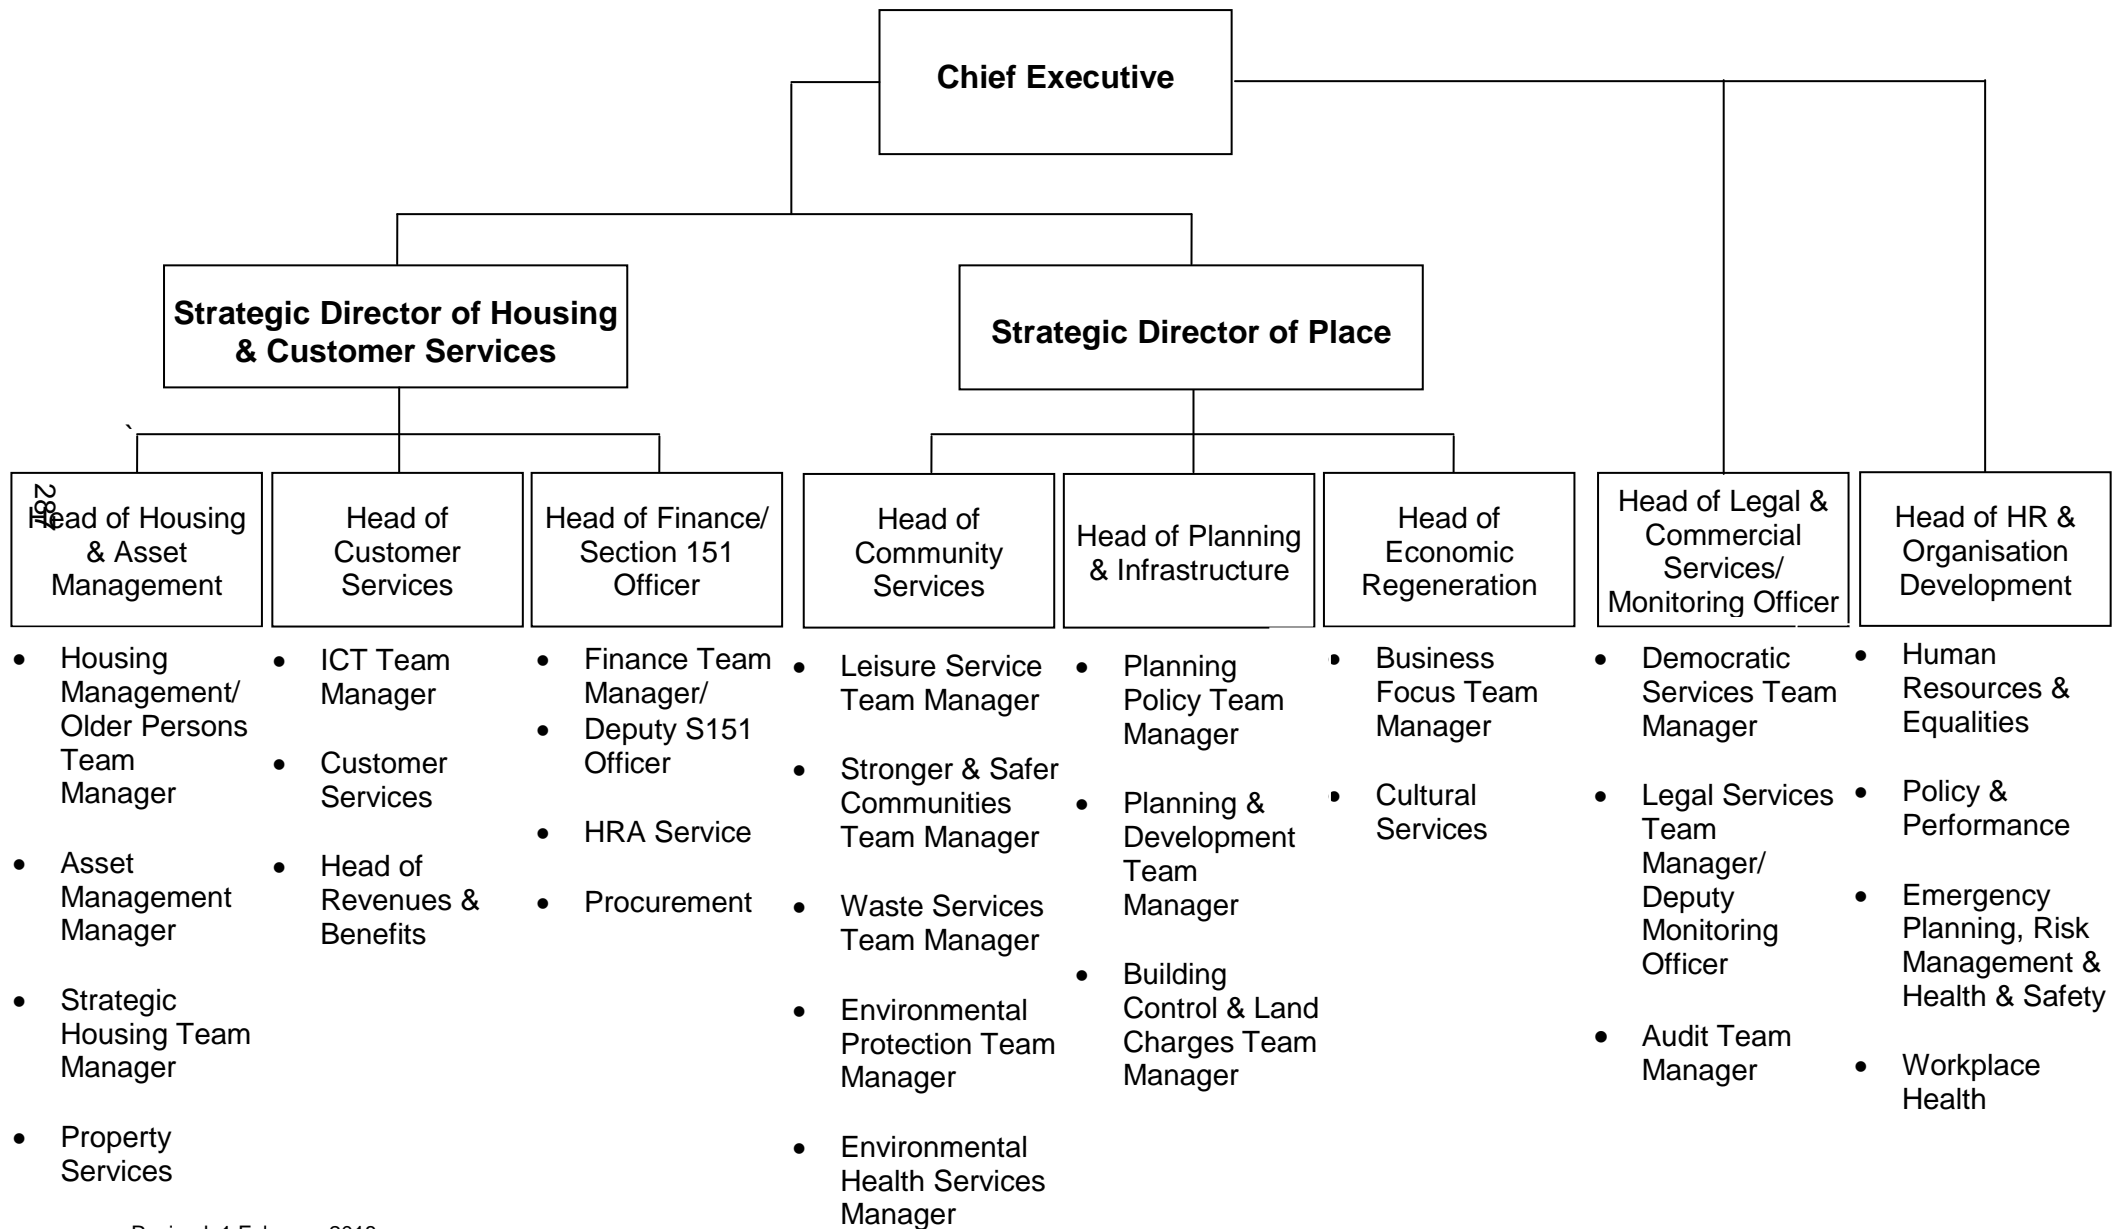 Chief Executive
Strategic Director of Housing
& Customer Services
Strategic Director of Place
`
287
Head of Housing
& Asset
Management
Head of
Customer
Services
Head of Finance/
Section 151
Officer
Head of
Community
Services
Head of Planning
& Infrastructure
Head of
Economic
Regeneration
Head of Legal &
Commercial
Services/
Monitoring Officer
Head of HR &
Organisation
Development
• Housing
Management/
Older Persons
Team
Manager
• Asset
Management
Manager
• Strategic
Housing Team
Manager
• Property
Services
• ICT Team
Manager
• Customer
Services
• Head of
Revenues &
Benefits
• Finance Team
Manager/
• Deputy S151
Officer
• HRA Service
• Procurement
• Leisure Service
Team Manager
• Stronger & Safer
Communities
Team Manager
• Waste Services
Team Manager
• Environmental
Protection Team
Manager
• Environmental
Health Services
Manager
• Planning
Policy Team
Manager
• Planning &
Development
Team
Manager
• Building
Control & Land
Charges Team
Manager
• Business
Focus Team
Manager
• Cultural
Services
• Democratic
Services Team
Manager
• Legal Services
Team
Manager/
Deputy
Monitoring
Officer
• Audit Team
Manager
• Human
Resources &
Equalities
• Policy &
Performance
• Emergency
Planning, Risk
Management &
Health & Safety
• Workplace
Health